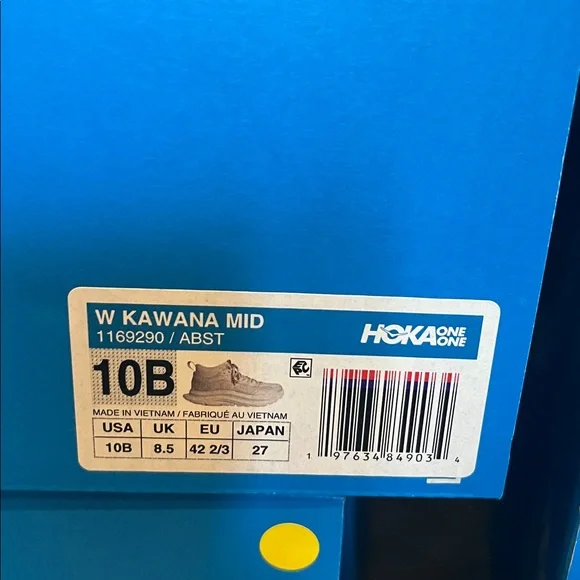 W KAWANA MID
1169290 / ABST
HOKA ONE ONE
10B
MADE IN VIETNAM / FABRIQUÉ AU VIETNAM
USA UK EU JAPAN
10B 8.5 42 2/3 27
1 97634 84903 4